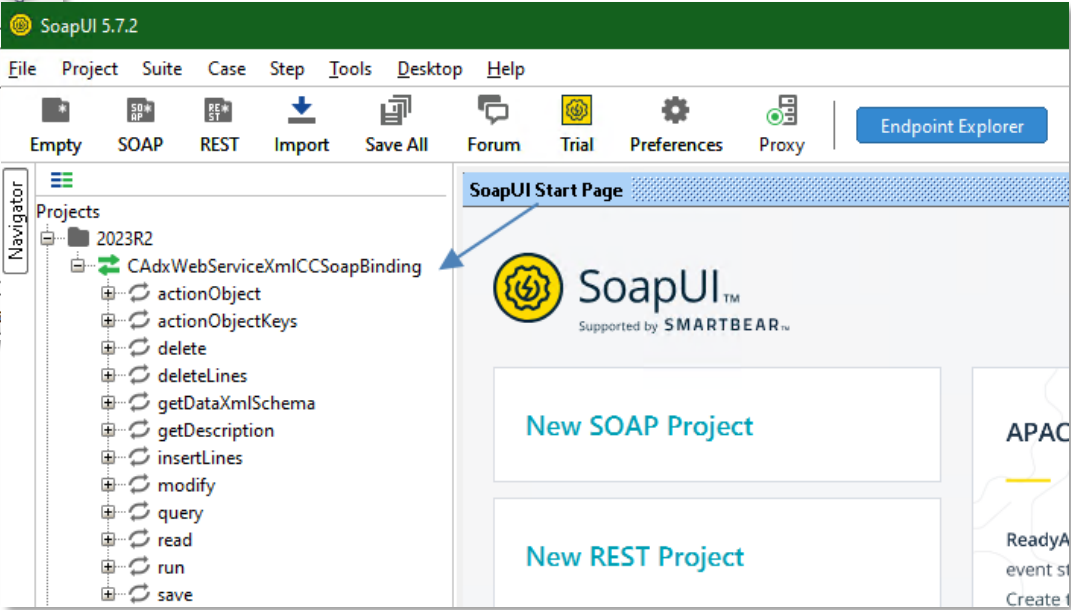 SoapUI 5.7.2
File Project Suite Case Step Tools Desktop Help
Empty SOAP REST Import Save All Forum Trial Preferences Proxy Endpoint Explorer
Navigator
SoapUI Start Page
Projects
2023R2
CAdxWebServiceXmlCCSoapBinding
actionObject
actionObjectKeys
delete
deleteLines
getDataXmlSchema
getDescription
insertLines
modify
query
read
run
save
SoapUI™
Supported by SMARTBEAR™
New SOAP Project
New REST Project
APAC
ReadyA
event st
Create t